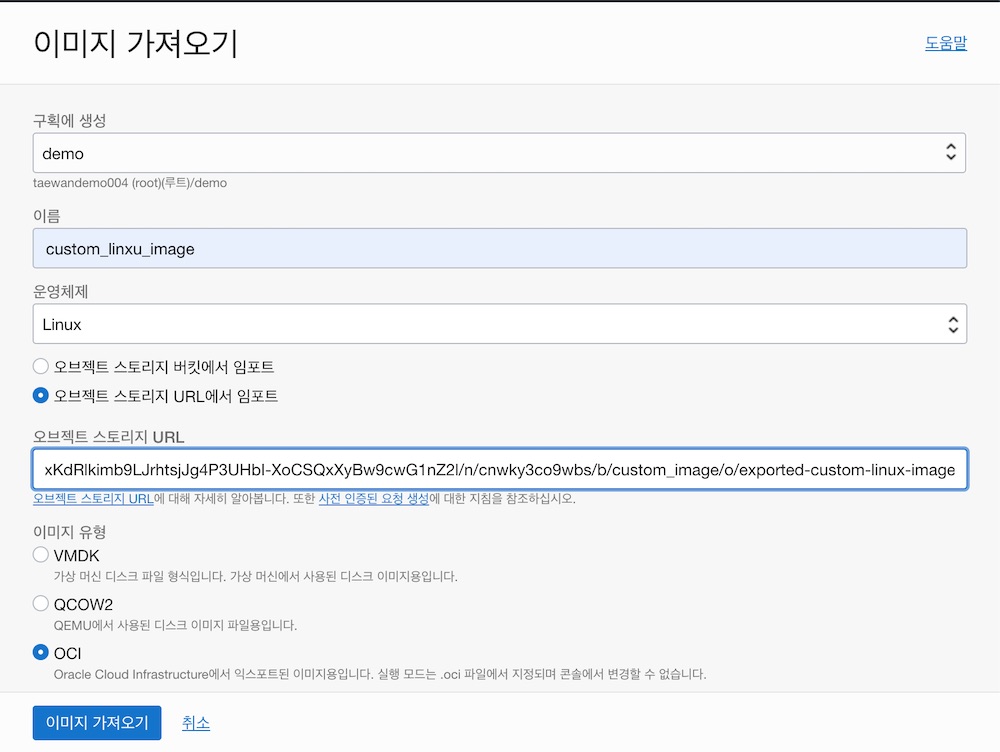 이미지 가져오기
도움말
구획에 생성
demo
taewandemo004 (root)(루트)/demo
이름
custom_linxu_image
운영체제
Linux
오브젝트 스토리지 버킷에서 임포트
오브젝트 스토리지 URL에서 임포트
오브젝트 스토리지 URL
xKdRlkimb9LJrhtsjJg4P3UHbI-XoCSQxXyBw9cwG1nZ2l/n/cnwky3co9wbs/b/custom_image/o/exported-custom-linux-image
오브젝트 스토리지 URL에 대해 자세히 알아봅니다. 또한 사전 인증된 요청 생성에 대한 지침을 참조하십시오.
이미지 유형
VMDK
가상 머신 디스크 파일 형식입니다. 가상 머신에서 사용된 디스크 이미지용입니다.
QCOW2
QEMU에서 사용된 디스크 이미지 파일용입니다.
OCI
Oracle Cloud Infrastructure에서 익스포트된 이미지용입니다. 실행 모드는 .oci 파일에서 지정되며 콘솔에서 변경할 수 없습니다.
이미지 가져오기
취소